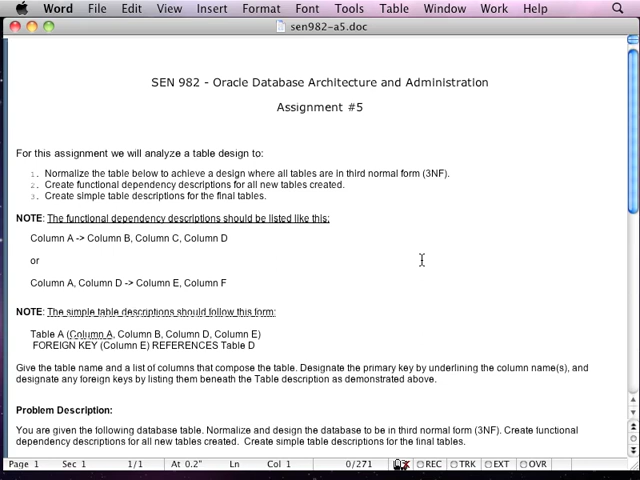 Word File Edit View Insert Format Font Tools Table Window Work Help
sen982-a5.doc
SEN 982 - Oracle Database Architecture and Administration
Assignment #5
For this assignment we will analyze a table design to:
1. Normalize the table below to achieve a design where all tables are in third normal form (3NF).
2. Create functional dependency descriptions for all new tables created.
3. Create simple table descriptions for the final tables.
NOTE: The functional dependency descriptions should be listed like this:
Column A -> Column B, Column C, Column D
or
Column A, Column D -> Column E, Column F
NOTE: The simple table descriptions should follow this form:
Table A (Column A, Column B, Column D, Column E)
FOREIGN KEY (Column E) REFERENCES Table D
Give the table name and a list of columns that compose the table. Designate the primary key by underlining the column name(s), and
designate any foreign keys by listing them beneath the Table description as demonstrated above.
Problem Description:
You are given the following database table. Normalize and design the database to be in third normal form (3NF). Create functional
dependency descriptions for all new tables created. Create simple table descriptions for the final tables.
Page 1 Sec 1 1/1 At 0.2" Ln Col 1 0/271 REC TRK EXT OVR